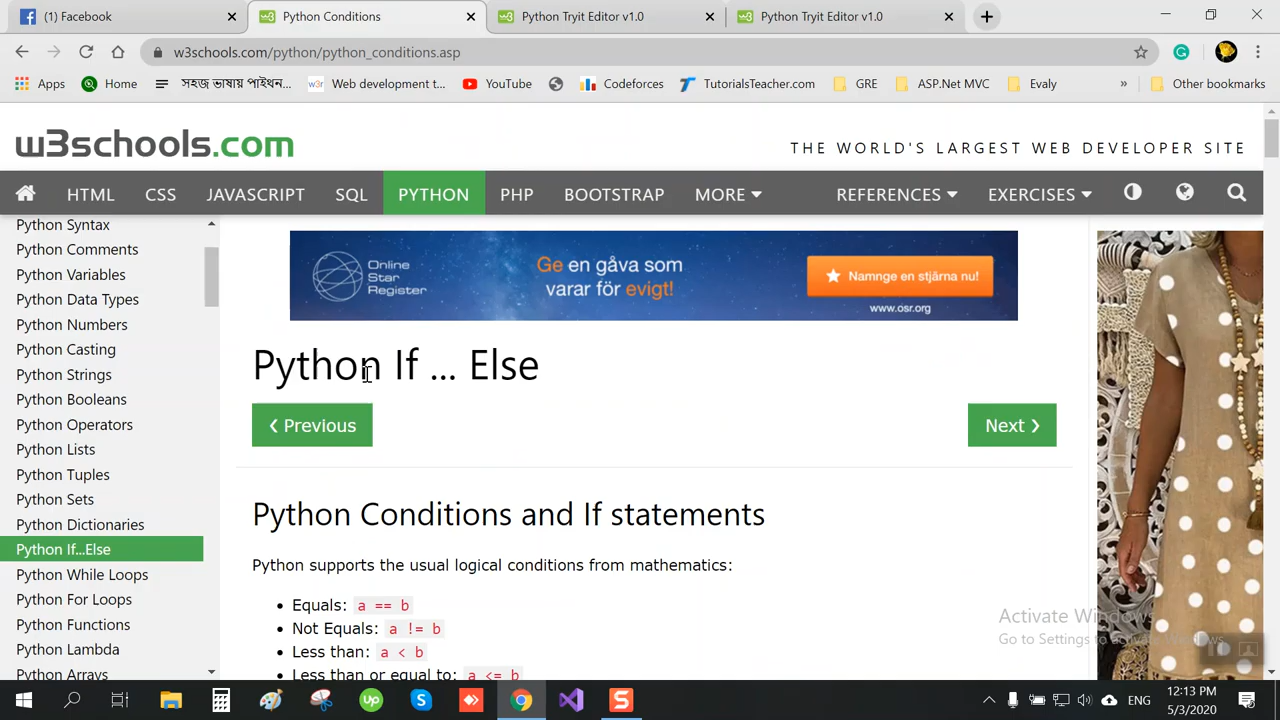 Facebook
Python Conditions
Python Tryit Editor v1.0
Python Tryit Editor v1.0
w3schools.com/python/python_conditions.asp
Apps
Home
সহজ ভাষায় পাইথন...
Web development t...
YouTube
Codeforces
TutorialsTeacher.com
GRE
ASP.Net MVC
Evaly
»
Other bookmarks
w3schools.com
THE WORLD'S LARGEST WEB DEVELOPER SITE
HTML
CSS
JAVASCRIPT
SQL
PYTHON
PHP
BOOTSTRAP
MORE
REFERENCES
EXERCISES
Python Syntax
Python Comments
Python Variables
Python Data Types
Python Numbers
Python Casting
Python Strings
Python Booleans
Python Operators
Python Lists
Python Tuples
Python Sets
Python Dictionaries
Python If...Else
Python While Loops
Python For Loops
Python Functions
Python Lambda
Python Arrays
Online
Star
Register
Ge en gåva som
varar för evigt!
Namnge en stjärna nu!
www.osr.org
Python If ... Else
❮ Previous
Next ❯
Python Conditions and If statements
Python supports the usual logical conditions from mathematics:
• Equals: a == b
• Not Equals: a != b
• Less than: a < b
• Less than or equal to: a <= b
Activate Windows
Go to Settings to activate Windows.
ENG
12:13 PM
5/3/2020